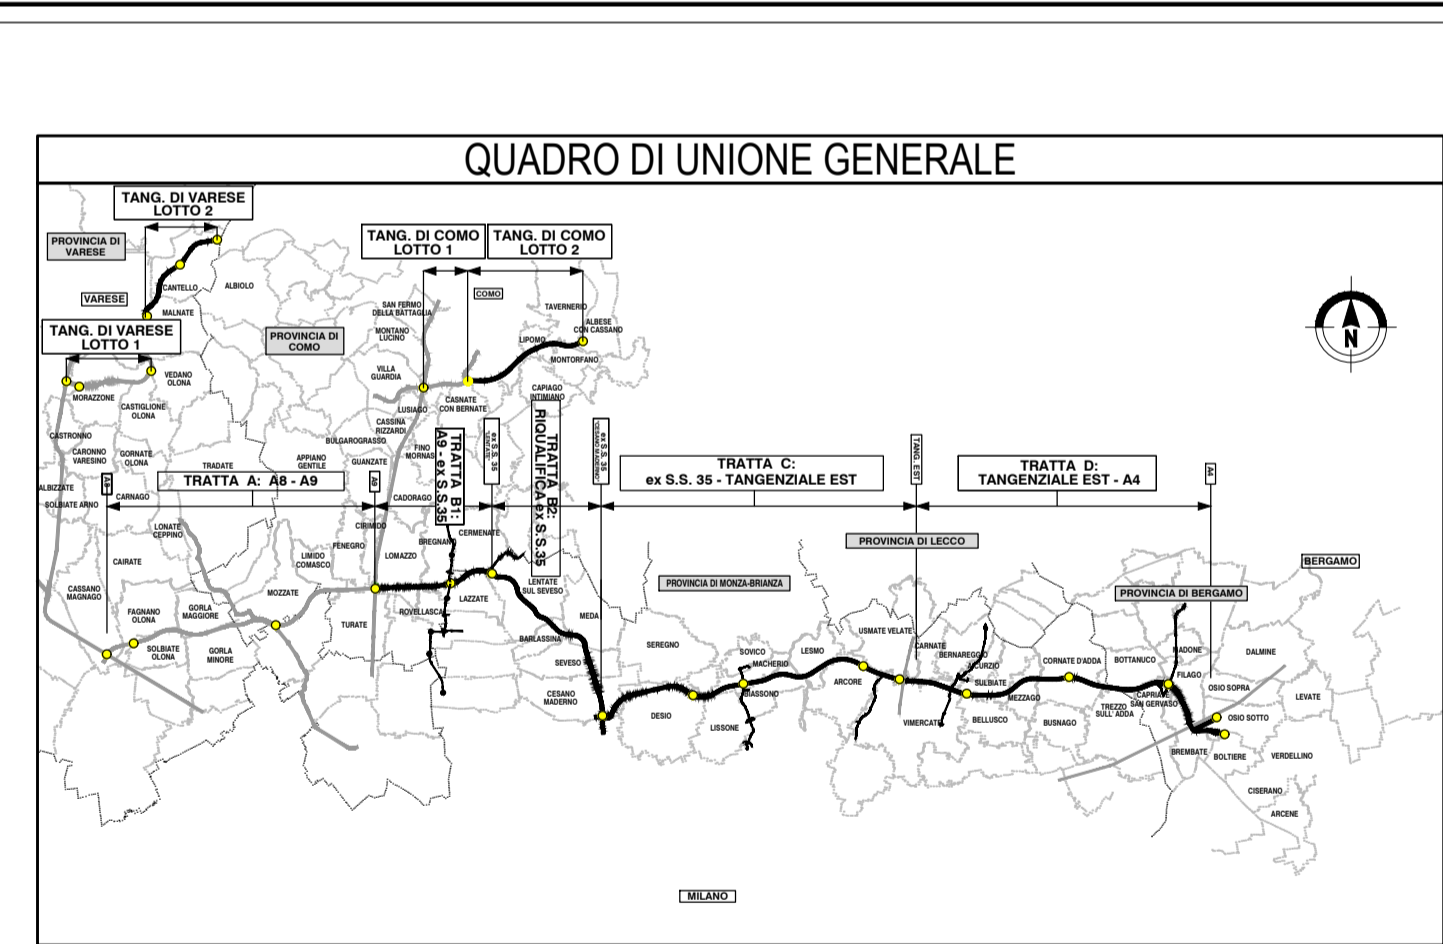 QUADRO DI UNIONE GENERALE
TANG. DI VARESE
LOTTO 2
PROVINCIA DI
VARESE
CANTELLO
ALBIOLO
VARESE
MALNATE
TANG. DI VARESE
LOTTO 1
VEDANO
OLONA
MORAZZONE
CASTIGLIONE
OLONA
TANG. DI COMO
LOTTO 1
TANG. DI COMO
LOTTO 2
COMO
PROVINCIA DI
COMO
SAN FERMO
DELLA BATTAGLIA
MONTANO
LUCINO
VILLA
GUARDIA
TAVERNERIO
ALBESE
CON CASSANO
LIPOMO
MONTORFANO
CAPIAGO
INTIMIANO
LUSIAGO
CASNATE
CON BERNATE
CASSINA
RIZZARDI
BULGAROGRASSO
FINO
MORNAS
N
CASTRONNO
CARONNO
VARESINO
GORNATE
OLONA
TRADATE
APPIANO
GENTILE
GUANZATE
ALBIZZATE
SOLBIATE ARNO
CARNAGO
A8
TRATTA A: A8 - A9
A9
CADORAGO
TRATTA B1:
A9 - ex S.S.35
ex S.S. 35
"LENTATE"
TRATTA B2:
RIQUALIFICA ex S.S.35
ex S.S. 35
"CESANO MADERNO"
TRATTA C:
ex S.S. 35 - TANGENZIALE EST
TANG. EST
TRATTA D:
TANGENZIALE EST - A4
A4
LONATE
CEPPINO
CIRIMIDO
FENEGRO
LIMIDO
COMASCO
LOMAZZO
BREGNANO
CERMENATE
CAIRATE
CASSANO
MAGNAGO
FAGNANO
OLONA
GORLA
MAGGIORE
MOZZATE
SOLBIATE
OLONA
GORLA
MINORE
TURATE
ROVELLASCA
LAZZATE
LENTATE
SUL SEVESO
MEDA
BARLASSINA
SEVESO
CESANO
MADERNO
PROVINCIA DI LECCO
PROVINCIA DI MONZA-BRIANZA
PROVINCIA DI BERGAMO
BERGAMO
SEREGNO
SOVICO
MACHERIO
LESMO
USMATE VELATE
CARNATE
BERNAREGGIO
AICURZIO
SULBIATE
CORNATE D'ADDA
BOTTANUCO
MADONE
FILAGO
DALMINE
DESIO
BIASSONO
LISSONE
ARCORE
VIMERCATE
BELLUSCO
MEZZAGO
BUSNAGO
TREZZO
SULL' ADDA
CAPRIATE
SAN GERVASO
OSIO SOPRA
LEVATE
OSIO SOTTO
BREMBATE
BOLTIERE
VERDELLINO
CISERANO
ARCENE
MILANO